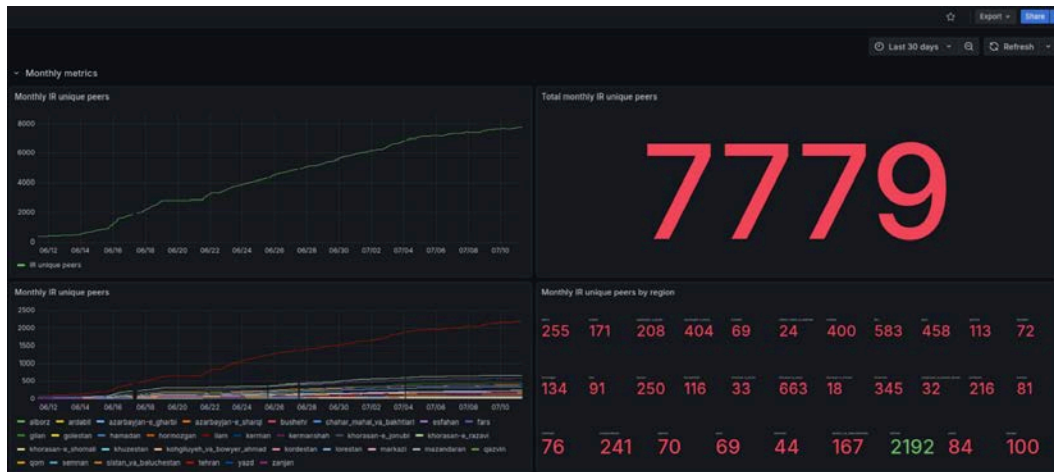 Export
Share
Last 30 days
Refresh
Monthly metrics
Monthly IR unique peers
8000
6000
4000
2000
0
06/12 06/14 06/16 06/18 06/20 06/22 06/24 06/26 06/28 06/30 07/02 07/04 07/06 07/08 07/10
IR unique peers
Total monthly IR unique peers
7779
Monthly IR unique peers
2500
2000
1500
1000
500
0
06/12 06/14 06/16 06/18 06/20 06/22 06/24 06/26 06/28 06/30 07/02 07/04 07/06 07/08 07/10
alborz ardabil azarbayjan-e_gharbi azarbayjan-e_sharqi bushehr chahar_mahal_va_bakhtiari esfahan fars
gilan golestan hamadan hormozgan ilam kerman kermanshah khorasan-e_jonubi khorasan-e_razavi
khorasan-e_shomali khuzestan kohgiluyeh_va_bowyer_ahmad kordestan lorestan markazi mazandaran qazvin
qom semnan sistan_va_baluchestan tehran yazd zanjan
Monthly IR unique peers by region
255 171 208 404 69 24 400 583 458 113 72
134 91 250 116 33 663 18 345 32 216 81
76 241 70 69 44 167 2192 84 100